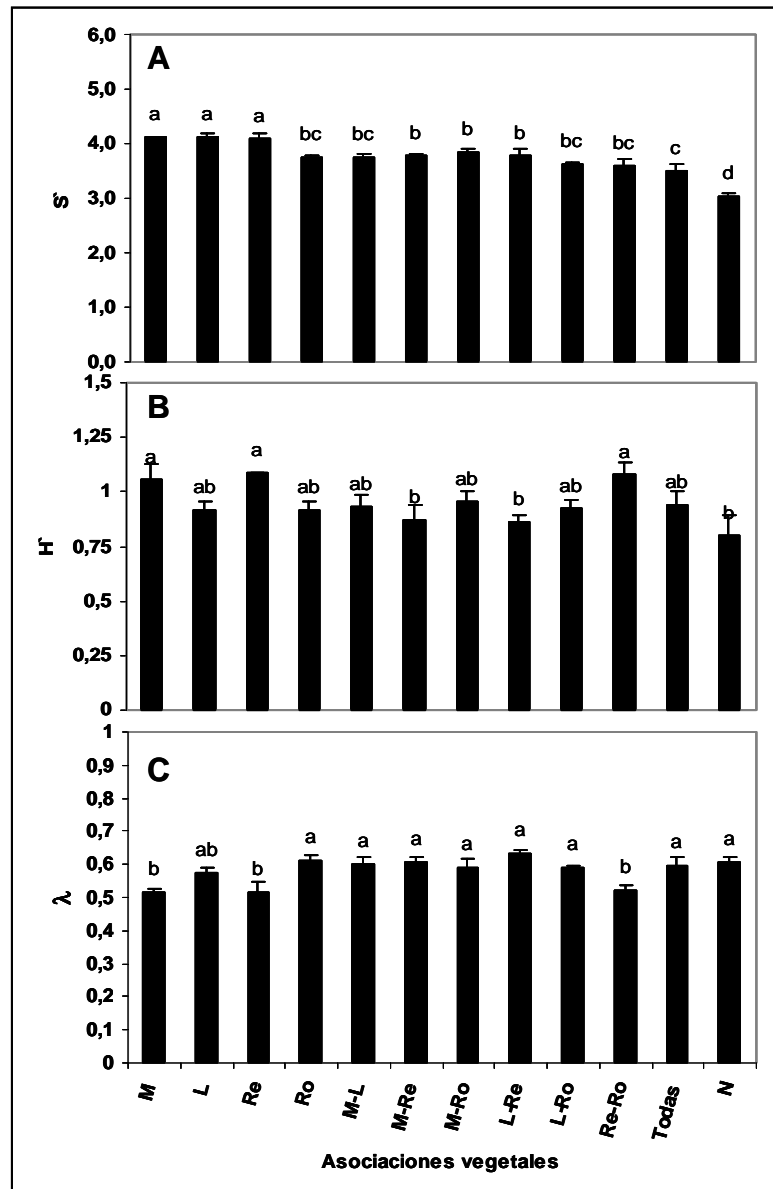 A
6,0
5,0
4,0
3,0
2,0
1,0
0,0
S`
a a a bc bc b b b bc bc c d
B
1,5
1,25
1
0,75
0,5
0,25
0
H`
a ab a ab ab b ab b ab a ab b
C
1
0,9
0,8
0,7
0,6
0,5
0,4
0,3
0,2
0,1
0
λ
b ab b a a a a a a b a a
M L Re Ro M-L M-Re M-Ro L-Re L-Ro Re-Ro Todas N
Asociaciones vegetales